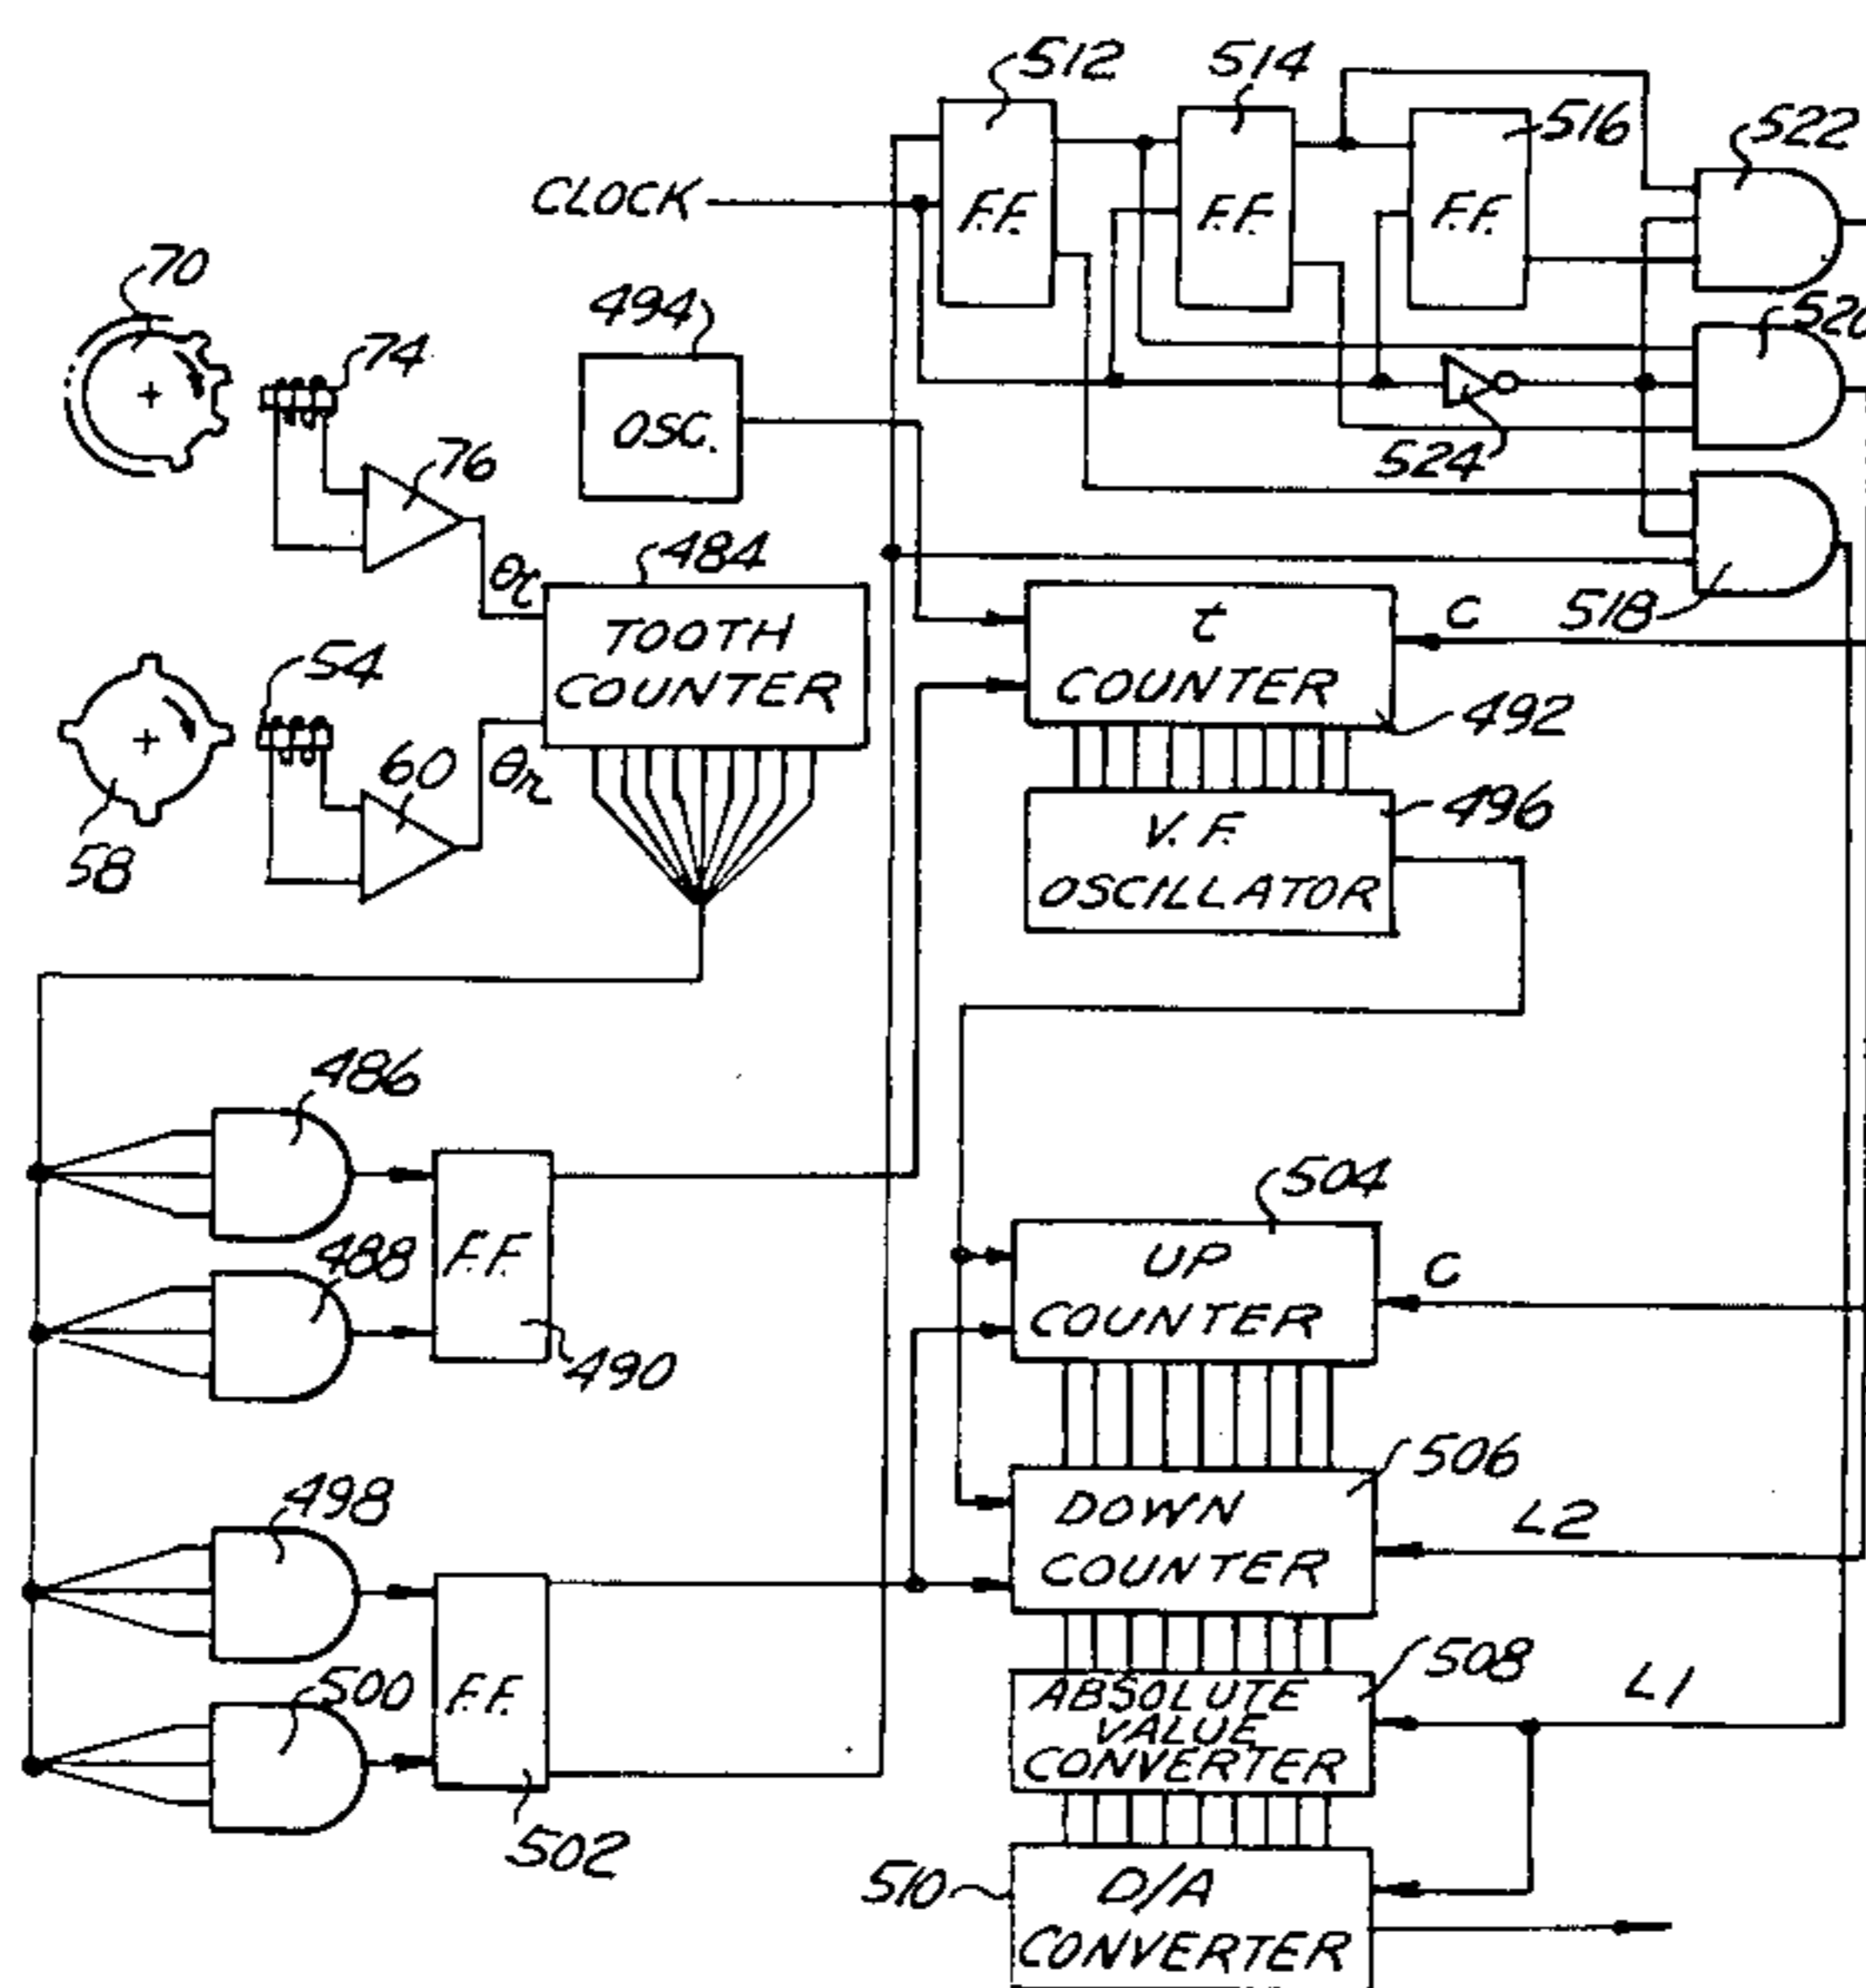 512
514
516
522
CLOCK
F.F.
F.F.
F.F.
70
494
520
74
OSC.
76
524
θr
484
518
TOOTH
COUNTER
t
COUNTER
C
54
492
60
θr
58
V.F.
OSCILLATOR
496
486
504
488
F.F.
UP
COUNTER
C
490
506
498
DOWN
COUNTER
L2
500
F.F.
508
L1
ABSOLUTE
VALUE
CONVERTER
502
510
D/A
CONVERTER